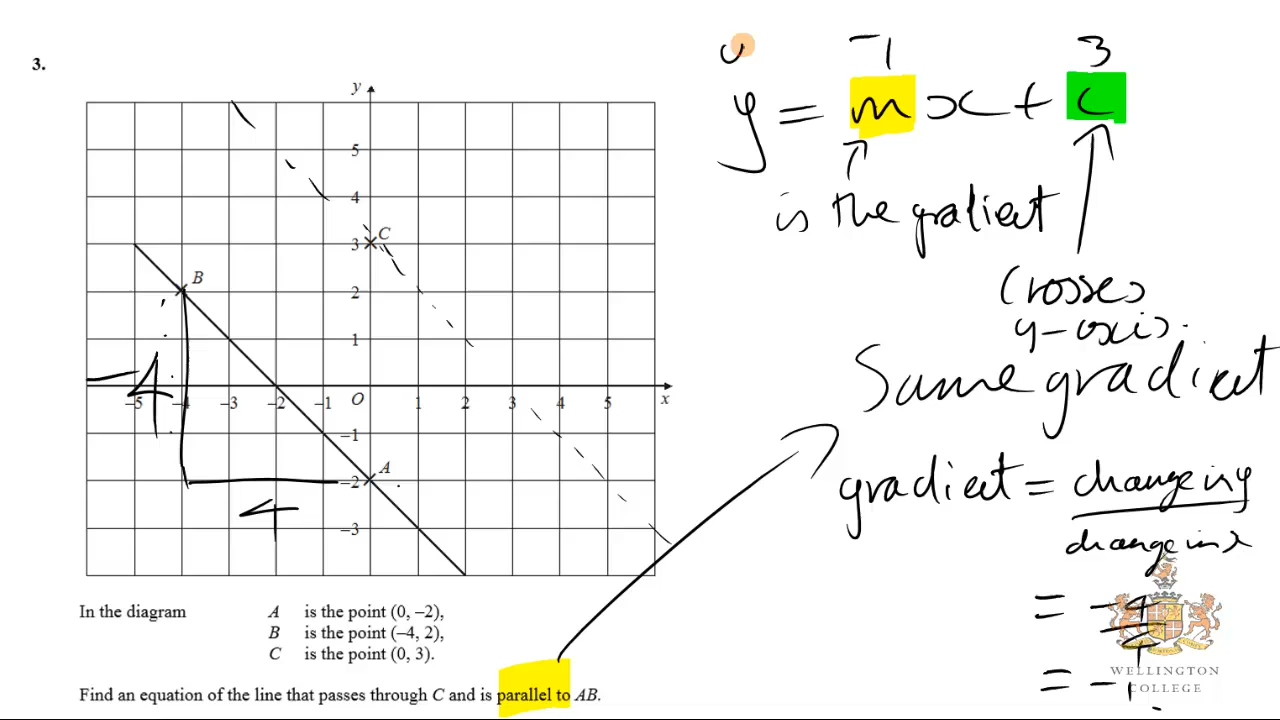 3.
y
5
4
3
C
2
B
1
-4
-5 -4 -3 -2 -1 O 1 2 3 4 5 x
-1
A
-2
4
-3
In the diagram A is the point (0, –2),
B is the point (–4, 2),
C is the point (0, 3).
Find an equation of the line that passes through C and is parallel to AB.
-1 3
y = mx + c
is the gradient
Crosses
y-axis.
Same gradient
gradient = change in y
change in x
= -4
4
= -1
WELLINGTON
COLLEGE